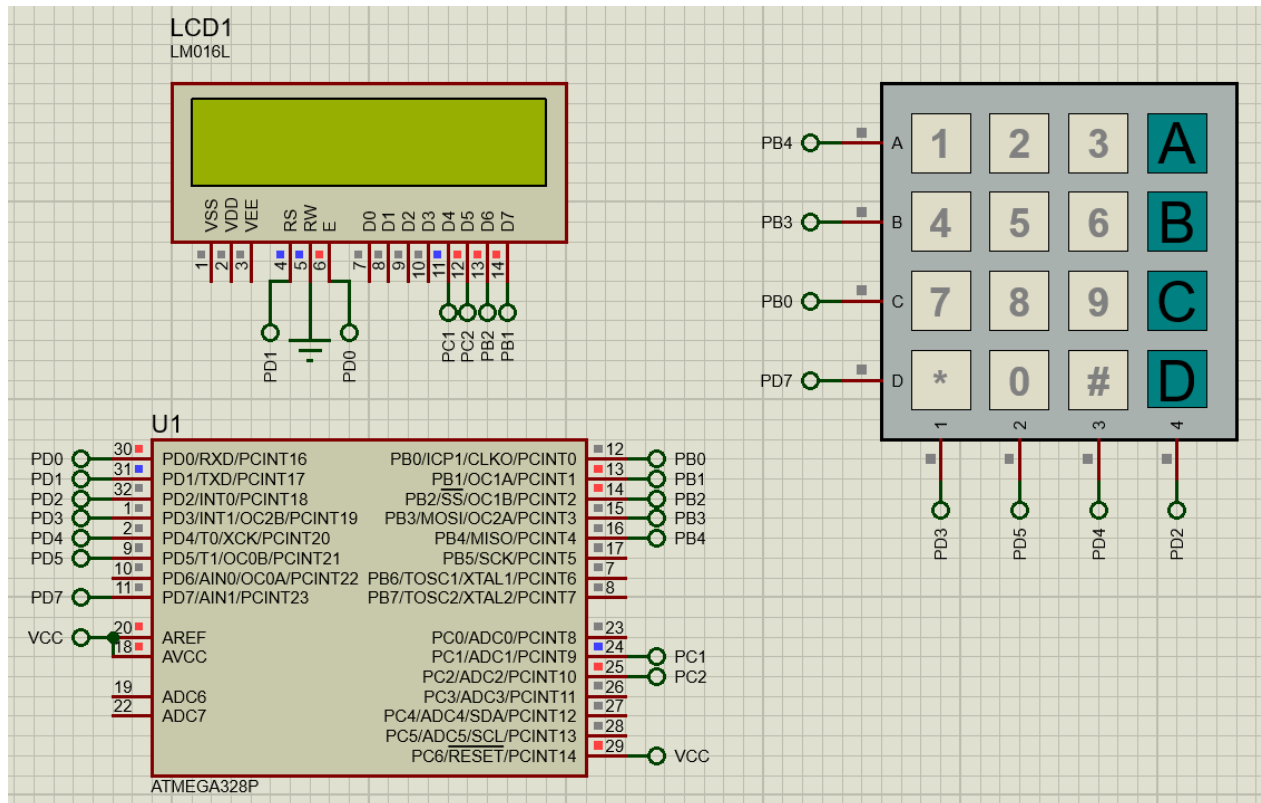 LCD1
LM016L
VSS
VDD
VEE
RS
RW
E
D0
D1
D2
D3
D4
D5
D6
D7
1
2
3
4
5
6
7
8
9
10
11
12
13
14
PD1
PD0
PC1
PC2
PB2
PB1
PB4 A 1 2 3 A
PB3 B 4 5 6 B
PB0 C 7 8 9 C
PD7 D * 0 # D
1 2 3 4
PD3 PD5 PD4 PD2
U1
PD0 30 PD0/RXD/PCINT16 PB0/ICP1/CLKO/PCINT0 12 PB0
PD1 31 PD1/TXD/PCINT17 PB1/OC1A/PCINT1 13 PB1
PD2 32 PD2/INT0/PCINT18 PB2/SS/OC1B/PCINT2 14 PB2
PD3 1 PD3/INT1/OC2B/PCINT19 PB3/MOSI/OC2A/PCINT3 15 PB3
PD4 2 PD4/T0/XCK/PCINT20 PB4/MISO/PCINT4 16 PB4
PD5 9 PD5/T1/OC0B/PCINT21 PB5/SCK/PCINT5 17
10 PD6/AIN0/OC0A/PCINT22 PB6/TOSC1/XTAL1/PCINT6 7
PD7 11 PD7/AIN1/PCINT23 PB7/TOSC2/XTAL2/PCINT7 8
VCC 20 AREF PC0/ADC0/PCINT8 23
18 AVCC PC1/ADC1/PCINT9 24 PC1
PC2/ADC2/PCINT10 25 PC2
19 ADC6 PC3/ADC3/PCINT11 26
22 ADC7 PC4/ADC4/SDA/PCINT12 27
PC5/ADC5/SCL/PCINT13 28
PC6/RESET/PCINT14 29 VCC
ATMEGA328P